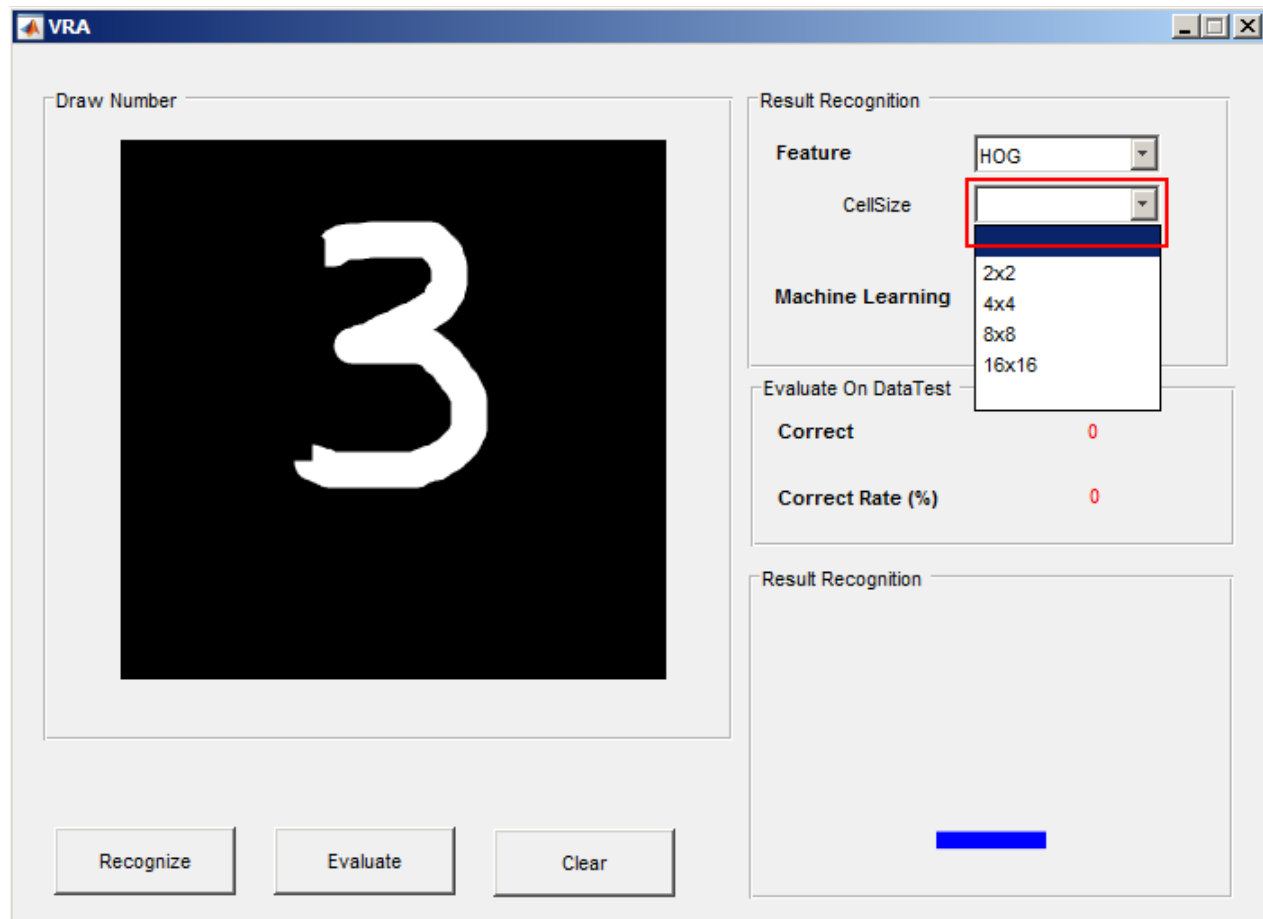 VRA
Draw Number
3
Result Recognition
Feature
HOG
CellSize
2x2
4x4
8x8
16x16
Machine Learning
Evaluate On DataTest
Correct
0
Correct Rate (%)
0
Result Recognition
Recognize
Evaluate
Clear